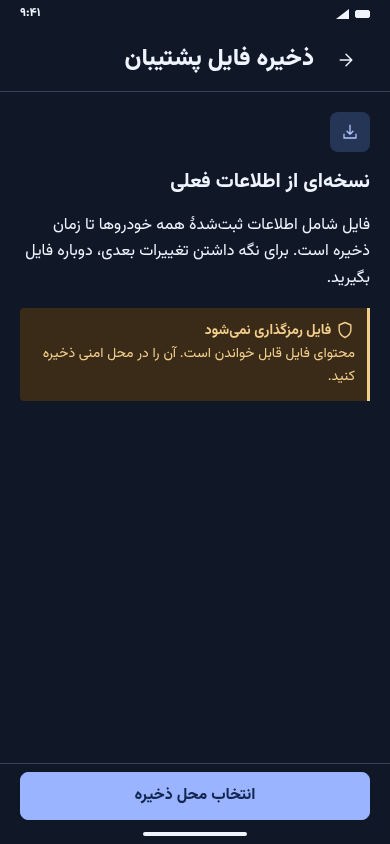 ۹:۴۱
ذخیره فایل پشتیبان
نسخه‌ای از اطلاعات فعلی
فایل شامل اطلاعات ثبت‌شدهٔ همه خودروها تا زمان
ذخیره است. برای نگه داشتن تغییرات بعدی، دوباره فایل
بگیرید.
فایل رمزگذاری نمی‌شود
محتوای فایل قابل خواندن است. آن را در محل امنی ذخیره
کنید.
انتخاب محل ذخیره